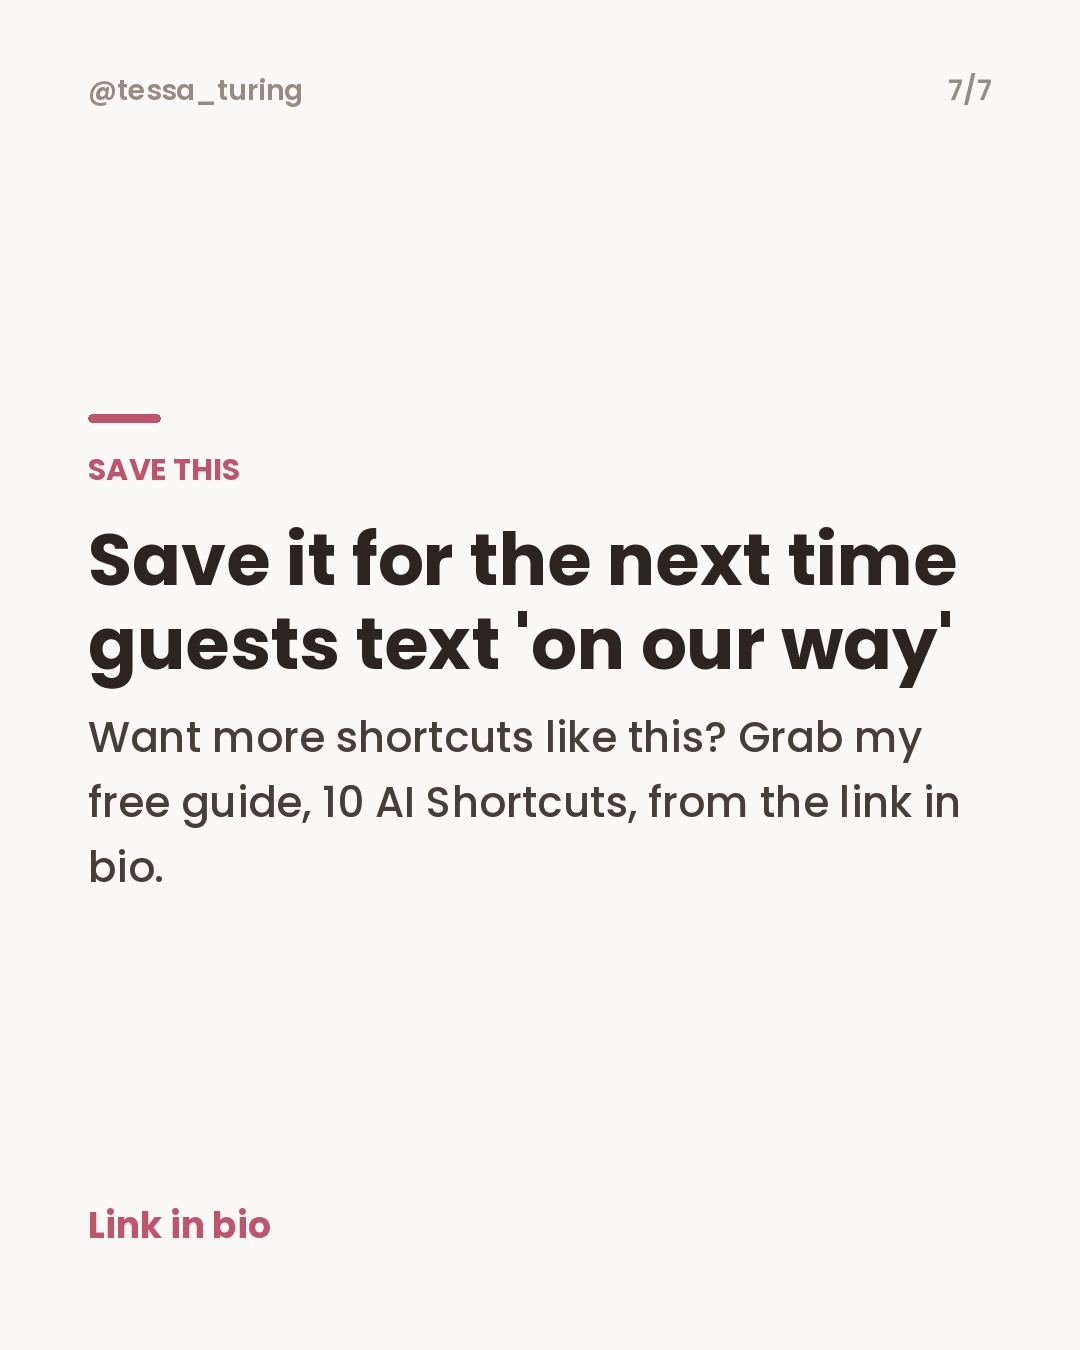 @tessa_turing
7/7
SAVE THIS
Save it for the next time
guests text 'on our way'
Want more shortcuts like this? Grab my
free guide, 10 AI Shortcuts, from the link in
bio.
Link in bio